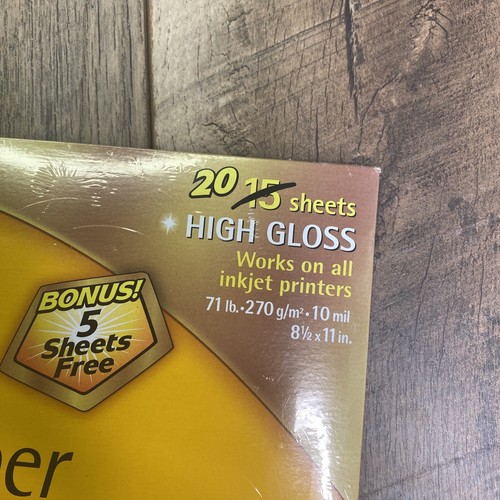 20 15 sheets
HIGH GLOSS
Works on all
inkjet printers
71 lb.·270 g/m²·10 mil
8½ x 11 in.
BONUS!
5
Sheets
Free